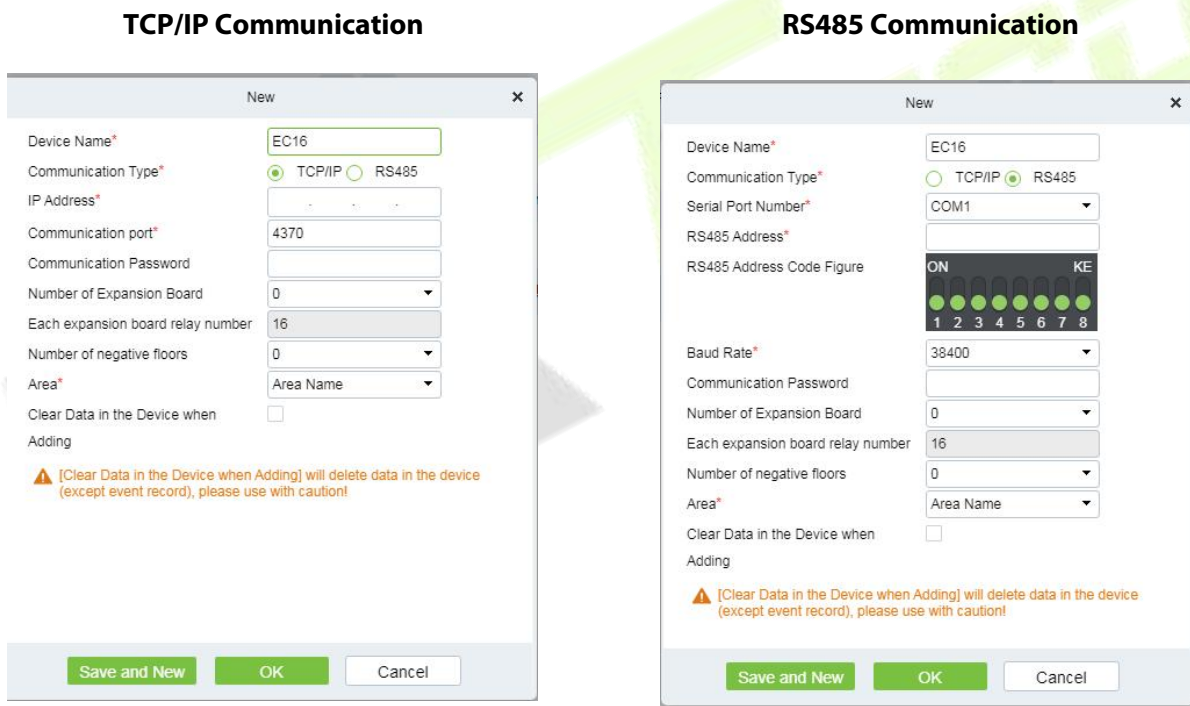 TCP/IP Communication
New ×
Device Name* EC16
Communication Type* TCP/IP RS485
IP Address* . . .
Communication port* 4370
Communication Password
Number of Expansion Board 0
Each expansion board relay number 16
Number of negative floors 0
Area* Area Name
Clear Data in the Device when
Adding
[Clear Data in the Device when Adding] will delete data in the device
(except event record), please use with caution!
Save and New OK Cancel
RS485 Communication
New ×
Device Name* EC16
Communication Type* TCP/IP RS485
Serial Port Number* COM1
RS485 Address*
RS485 Address Code Figure ON KE
1 2 3 4 5 6 7 8
Baud Rate* 38400
Communication Password
Number of Expansion Board 0
Each expansion board relay number 16
Number of negative floors 0
Area* Area Name
Clear Data in the Device when
Adding
[Clear Data in the Device when Adding] will delete data in the device
(except event record), please use with caution!
Save and New OK Cancel